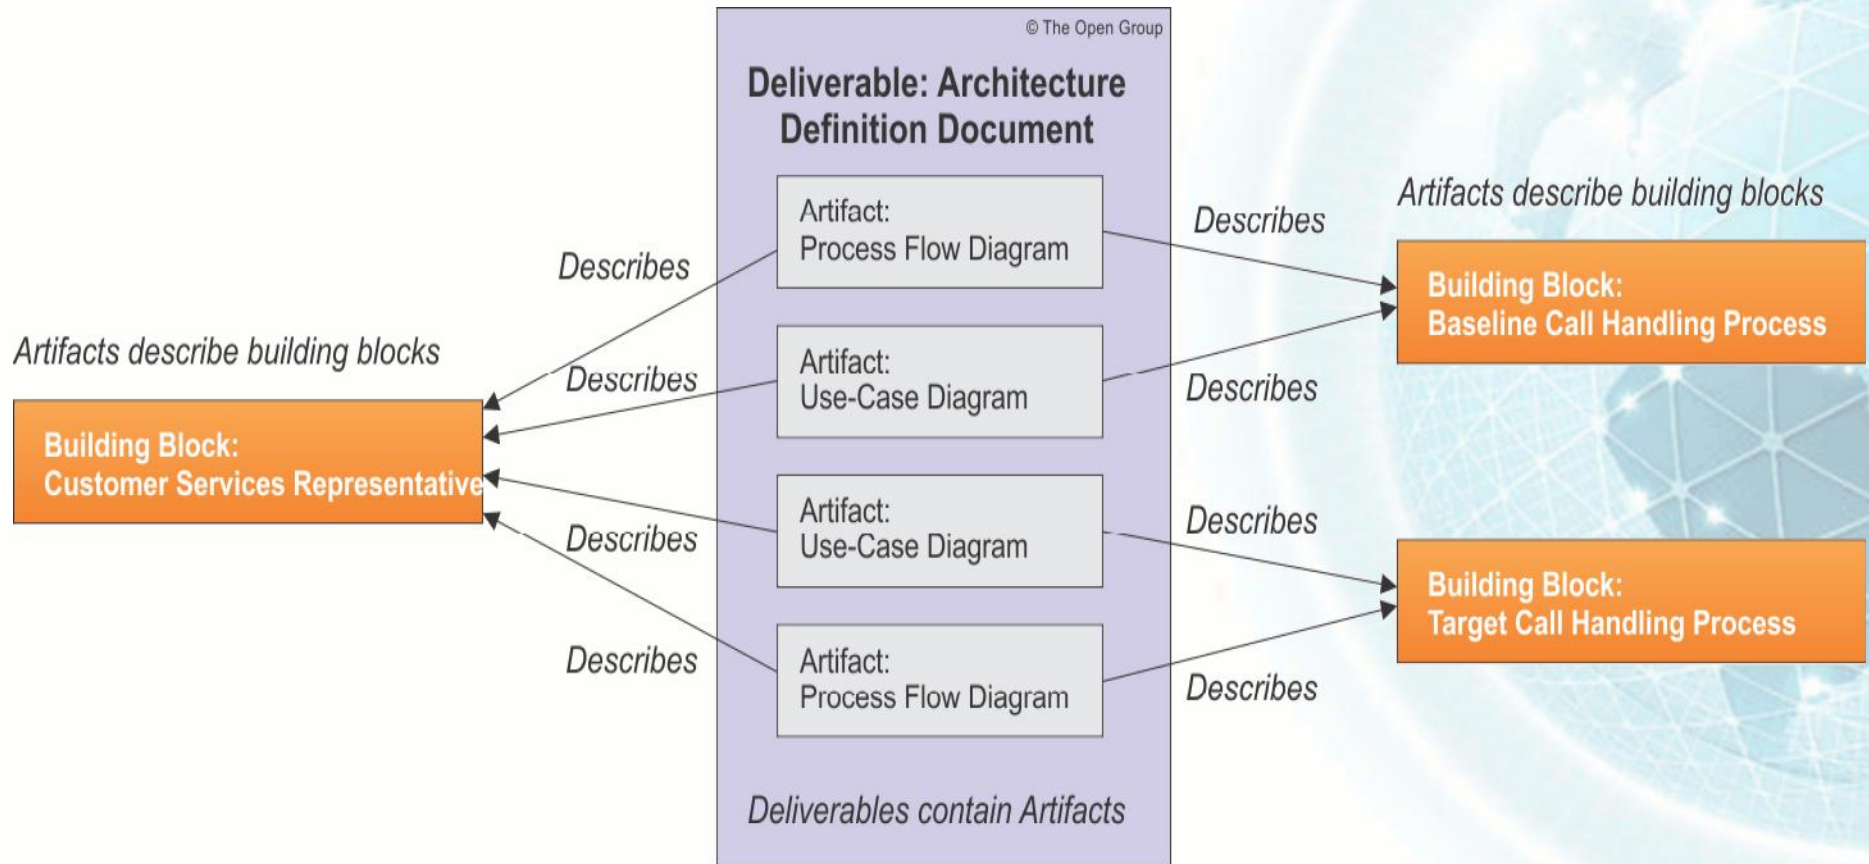 © The Open Group
Deliverable: Architecture
Definition Document
Artifact:
Process Flow Diagram
Artifact:
Use-Case Diagram
Artifact:
Use-Case Diagram
Artifact:
Process Flow Diagram
Deliverables contain Artifacts
Describes
Describes
Describes
Describes
Artifacts describe building blocks
Building Block:
Customer Services Representative
Describes
Describes
Describes
Describes
Artifacts describe building blocks
Building Block:
Baseline Call Handling Process
Building Block:
Target Call Handling Process